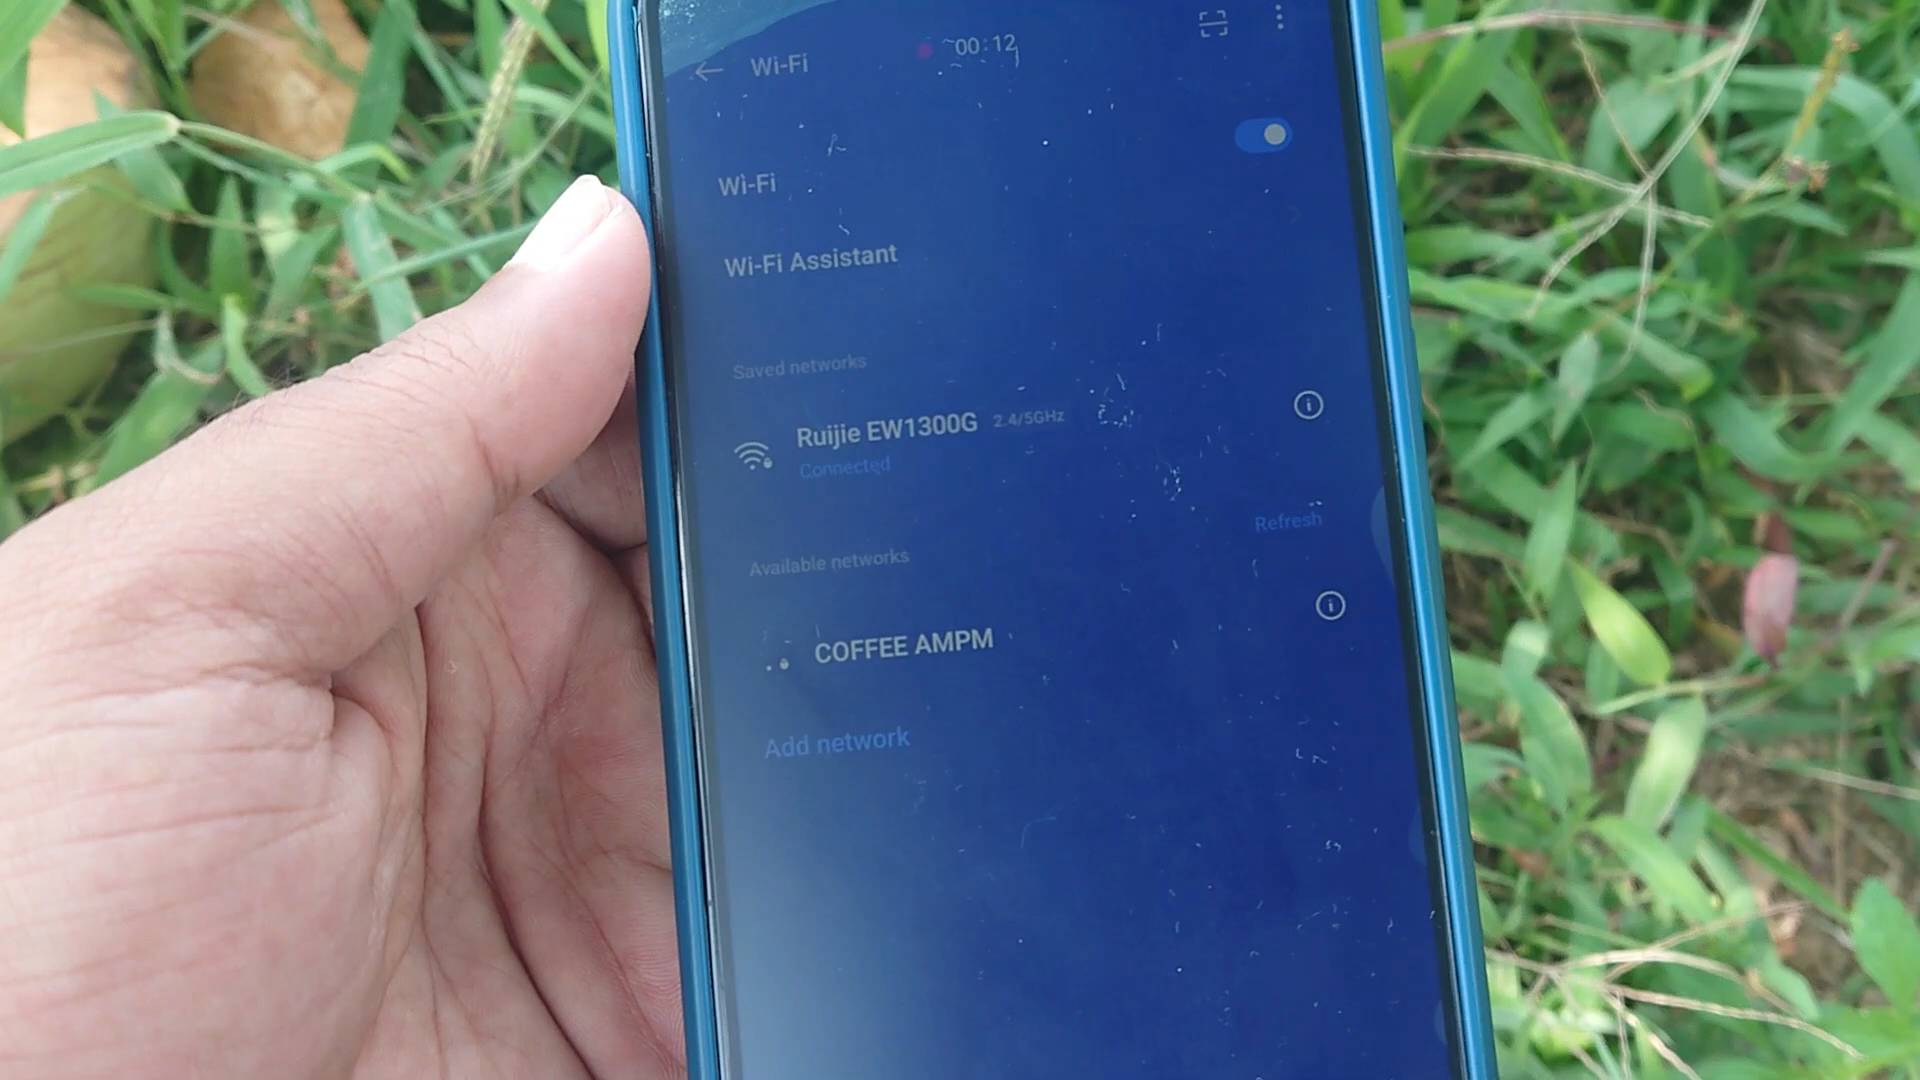 00:12
Wi-Fi
Wi-Fi
Wi-Fi Assistant
Saved networks
Ruijie EW1300G 2.4/5GHz
Connected
Available networks Refresh
COFFEE AMPM
Add network